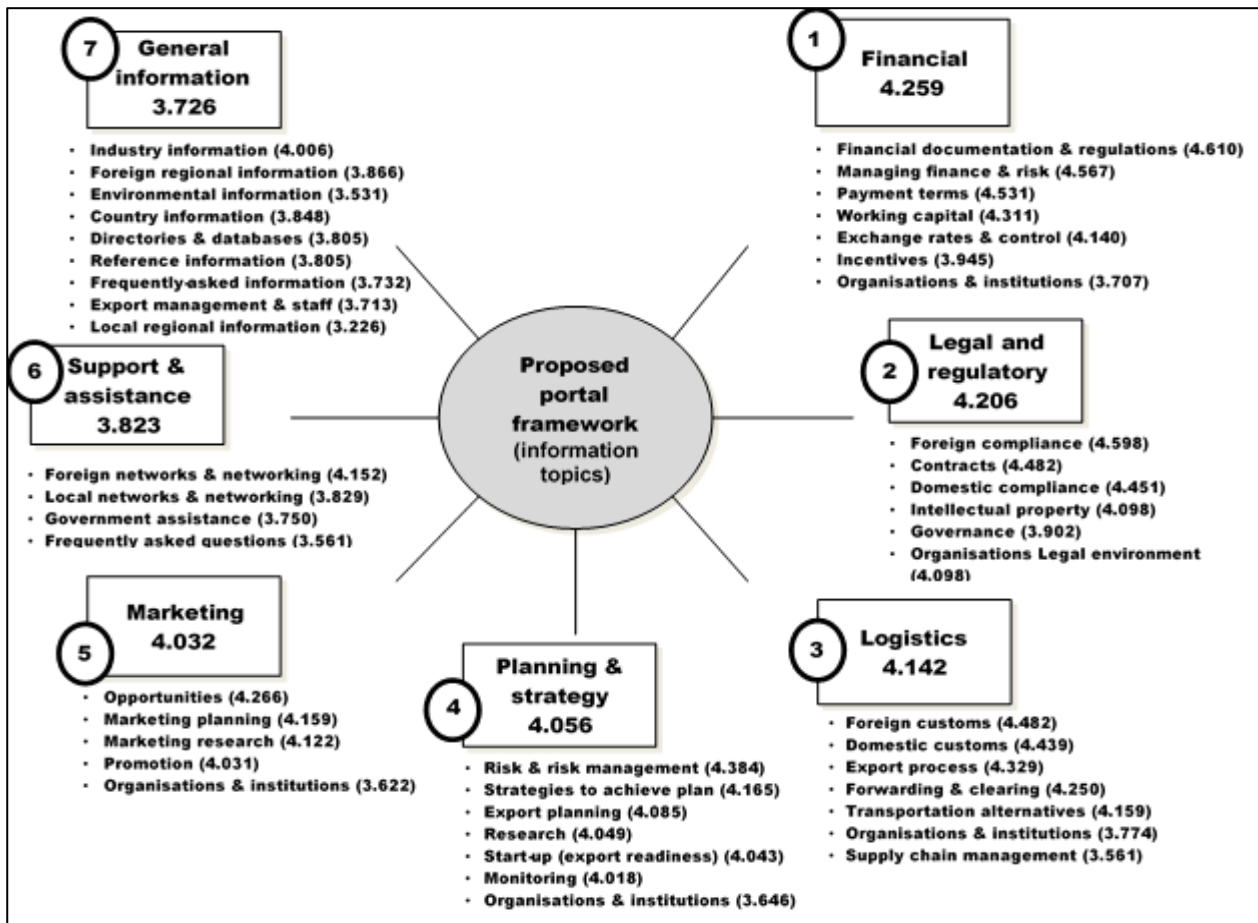 7
General
information
3.726
• Industry information (4.006)
• Foreign regional information (3.866)
• Environmental information (3.531)
• Country information (3.848)
• Directories & databases (3.805)
• Reference information (3.805)
• Frequently-asked information (3.732)
• Export management & staff (3.713)
• Local regional information (3.226)
1
Financial
4.259
• Financial documentation & regulations (4.610)
• Managing finance & risk (4.567)
• Payment terms (4.531)
• Working capital (4.311)
• Exchange rates & control (4.140)
• Incentives (3.945)
• Organisations & institutions (3.707)
Proposed
portal
framework
(information
topics)
6
Support &
assistance
3.823
• Foreign networks & networking (4.152)
• Local networks & networking (3.829)
• Government assistance (3.750)
• Frequently asked questions (3.561)
2
Legal and
regulatory
4.206
• Foreign compliance (4.598)
• Contracts (4.482)
• Domestic compliance (4.451)
• Intellectual property (4.098)
• Governance (3.902)
• Organisations Legal environment
(4.098)
5
Marketing
4.032
• Opportunities (4.266)
• Marketing planning (4.159)
• Marketing research (4.122)
• Promotion (4.031)
• Organisations & institutions (3.622)
4
Planning &
strategy
4.056
• Risk & risk management (4.384)
• Strategies to achieve plan (4.165)
• Export planning (4.085)
• Research (4.049)
• Start-up (export readiness) (4.043)
• Monitoring (4.018)
• Organisations & institutions (3.646)
3
Logistics
4.142
• Foreign customs (4.482)
• Domestic customs (4.439)
• Export process (4.329)
• Forwarding & clearing (4.250)
• Transportation alternatives (4.159)
• Organisations & institutions (3.774)
• Supply chain management (3.561)